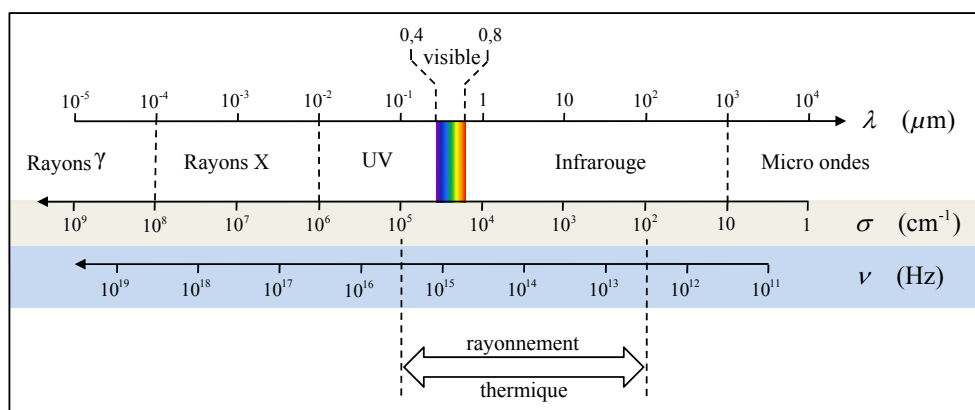 0,4 0,8
visible
10⁻⁵ 10⁻⁴ 10⁻³ 10⁻² 10⁻¹ 1 10 10² 10³ 10⁴
λ (µm)
Rayons γ Rayons X UV Infrarouge Micro ondes
10⁹ 10⁸ 10⁷ 10⁶ 10⁵ 10⁴ 10³ 10² 10 1 σ (cm⁻¹)
10¹⁹ 10¹⁸ 10¹⁷ 10¹⁶ 10¹⁵ 10¹⁴ 10¹³ 10¹² 10¹¹ ν (Hz)
rayonnement
thermique